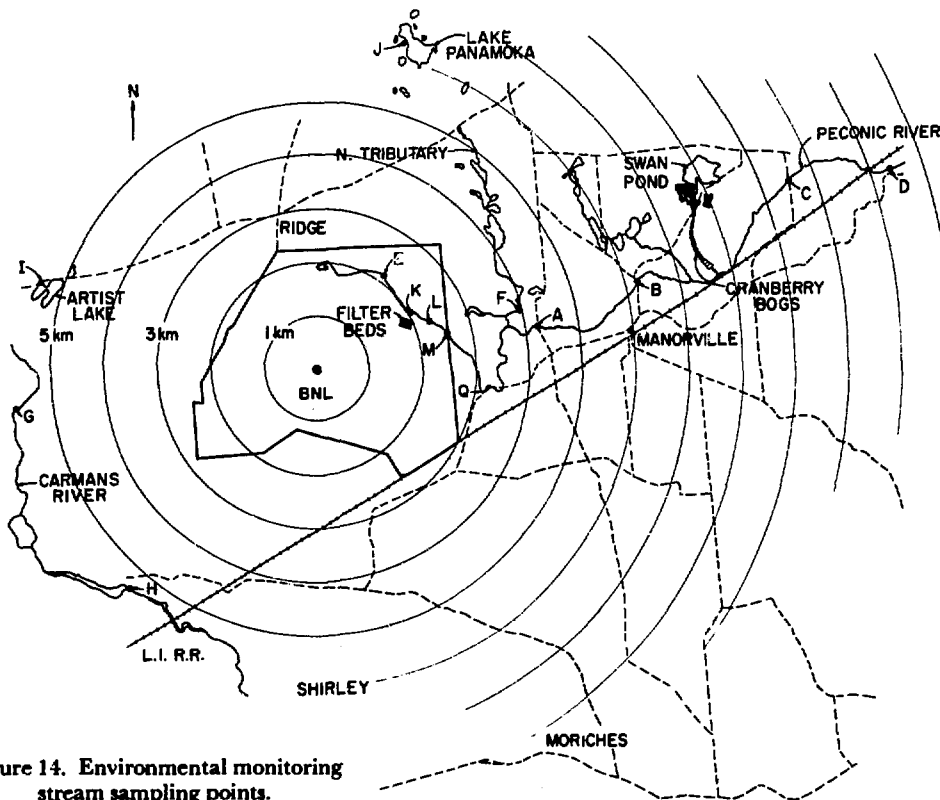 LAKE
PANAMOKA
J
N
PECONIC RIVER
N. TRIBUTARY
SWAN
POND
C
D
RIDGE
I
E
ARTIST
LAKE
K
L
F
B
CRANBERRY
BOGS
FILTER
BEDS
A
5 km
3 km
1 km
M
MANORVILLE
BNL
Q
G
CARMANS
RIVER
H
L.I. R.R.
SHIRLEY
MORICHES
ure 14. Environmental monitoring
stream sampling points.